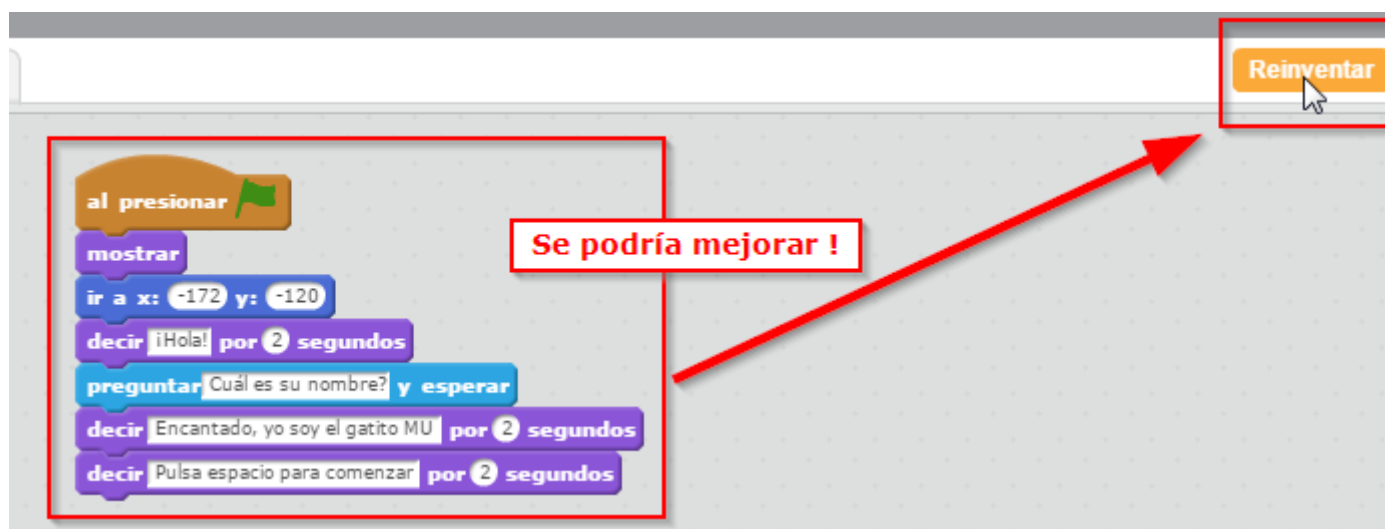 Reinventar
al presionar
Se podría mejorar !
mostrar
ir a x: -172 y: -120
decir ¡Hola! por 2 segundos
preguntar Cuál es su nombre? y esperar
decir Encantado, yo soy el gatito MU por 2 segundos
decir Pulsa espacio para comenzar por 2 segundos